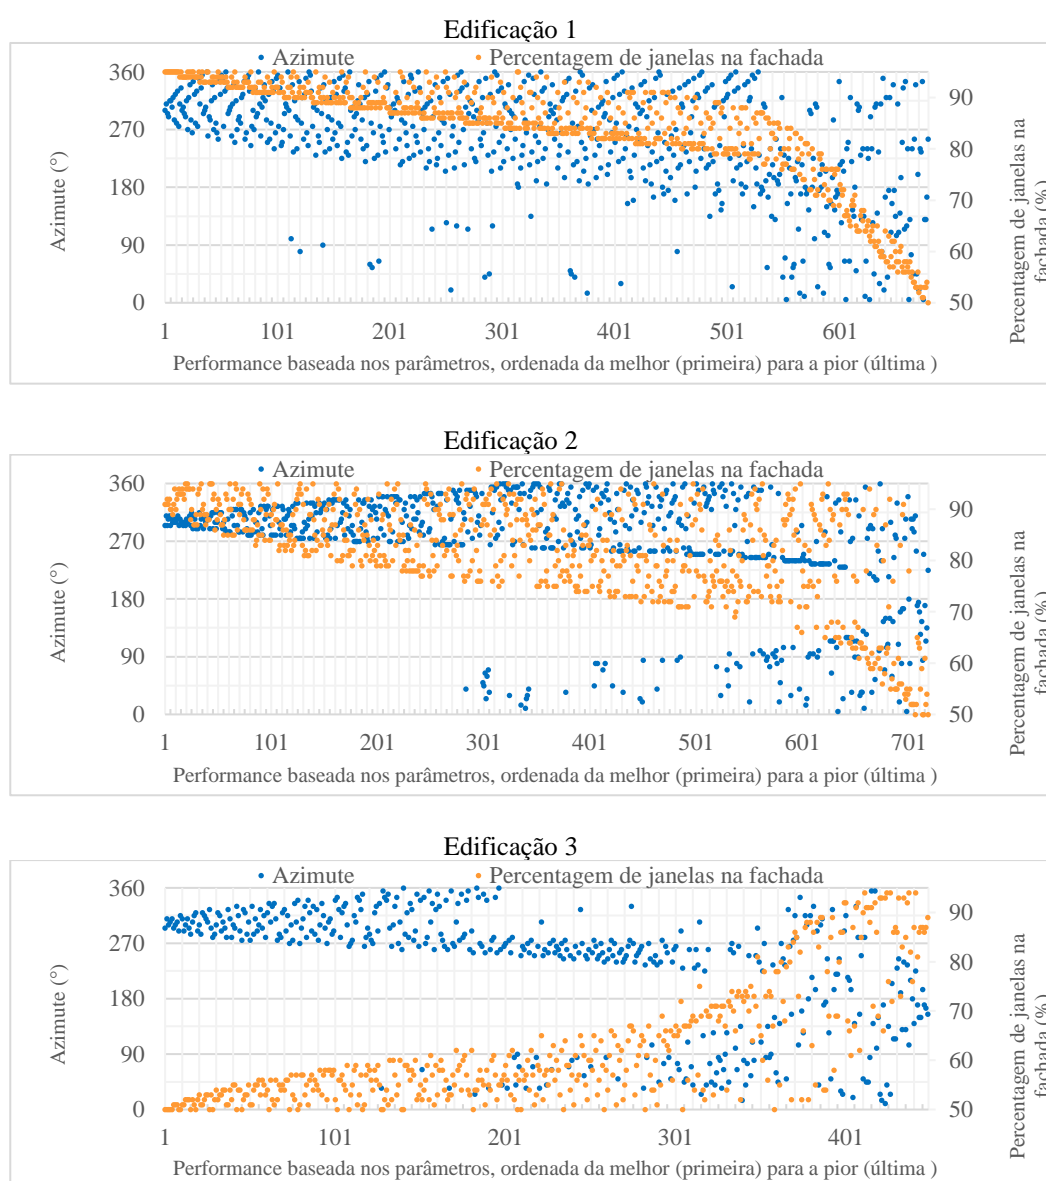 Edificação 1
Azimute Percentagem de janelas na fachada
360
270
180
90
0
90
80
70
60
50
Azimute (°)
Percentagem de janelas na
fachada (%)
1 101 201 301 401 501 601
Performance baseada nos parâmetros, ordenada da melhor (primeira) para a pior (última )
Edificação 2
Azimute Percentagem de janelas na fachada
360
270
180
90
0
90
80
70
60
50
Azimute (°)
Percentagem de janelas na
fachada (%)
1 101 201 301 401 501 601 701
Performance baseada nos parâmetros, ordenada da melhor (primeira) para a pior (última )
Edificação 3
Azimute Percentagem de janelas na fachada
360
270
180
90
0
90
80
70
60
50
Azimute (°)
Percentagem de janelas na
fachada (%)
1 101 201 301 401
Performance baseada nos parâmetros, ordenada da melhor (primeira) para a pior (última )